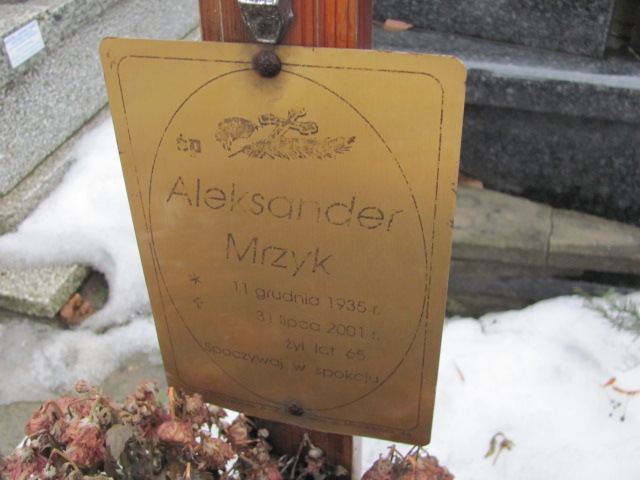 śp
Aleksander
Mrzyk
* 11 grudnia 1935 r.
† 31 lipca 2001 r.
żył lat 65
Spoczywaj w spokoju